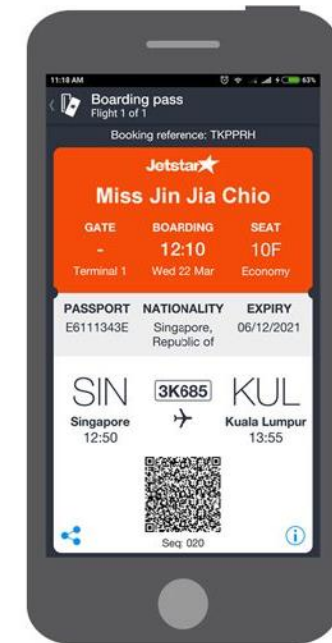 11:18 AM 63%
Boarding pass
Flight 1 of 1
Booking reference: TKPPRH
Jetstar
Miss Jin Jia Chio
GATE BOARDING SEAT
- 12:10 10F
Terminal 1 Wed 22 Mar Economy
PASSPORT NATIONALITY EXPIRY
E6111343E Singapore, 06/12/2021
Republic of
SIN 3K685 KUL
Singapore Kuala Lumpur
12:50 13:55
Seq: 020